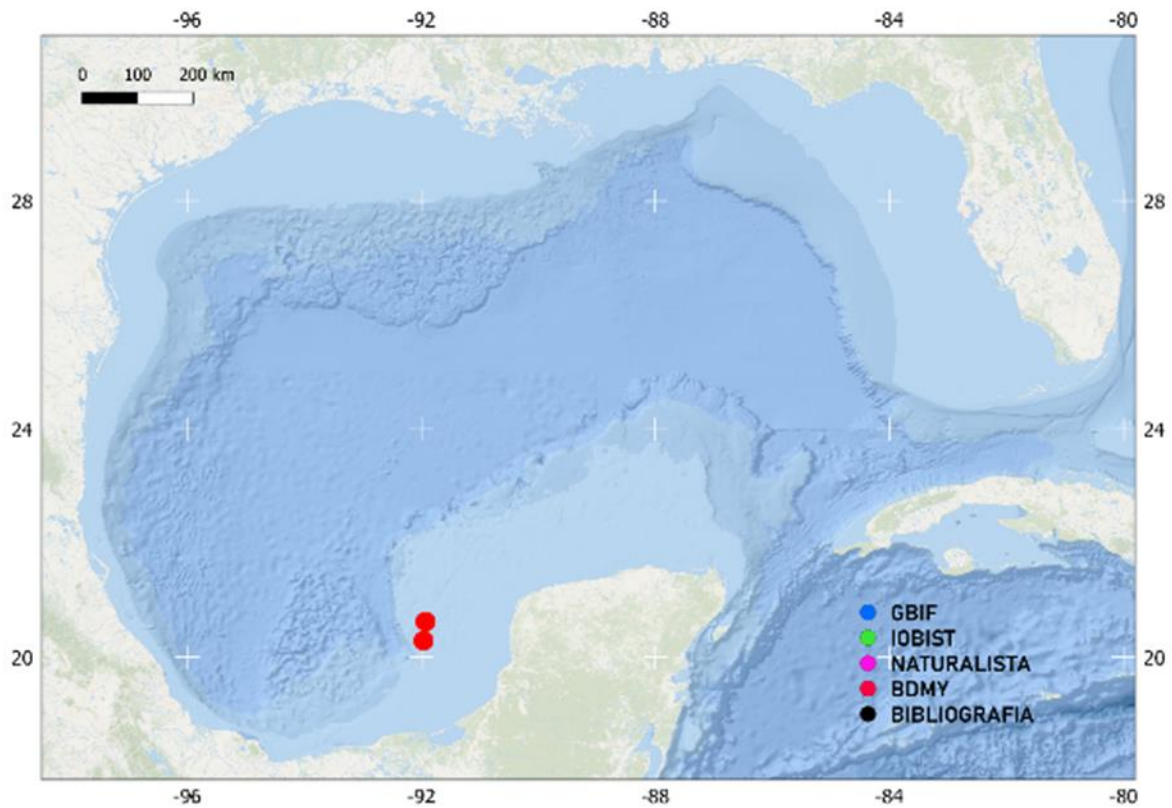 -96 -92 -88 -84 -80
0 100 200 km
28 28
24 24
GBIF
IOBIST
20 NATURALISTA 20
BDMY
BIBLIOGRAFIA
-96 -92 -88 -84 -80